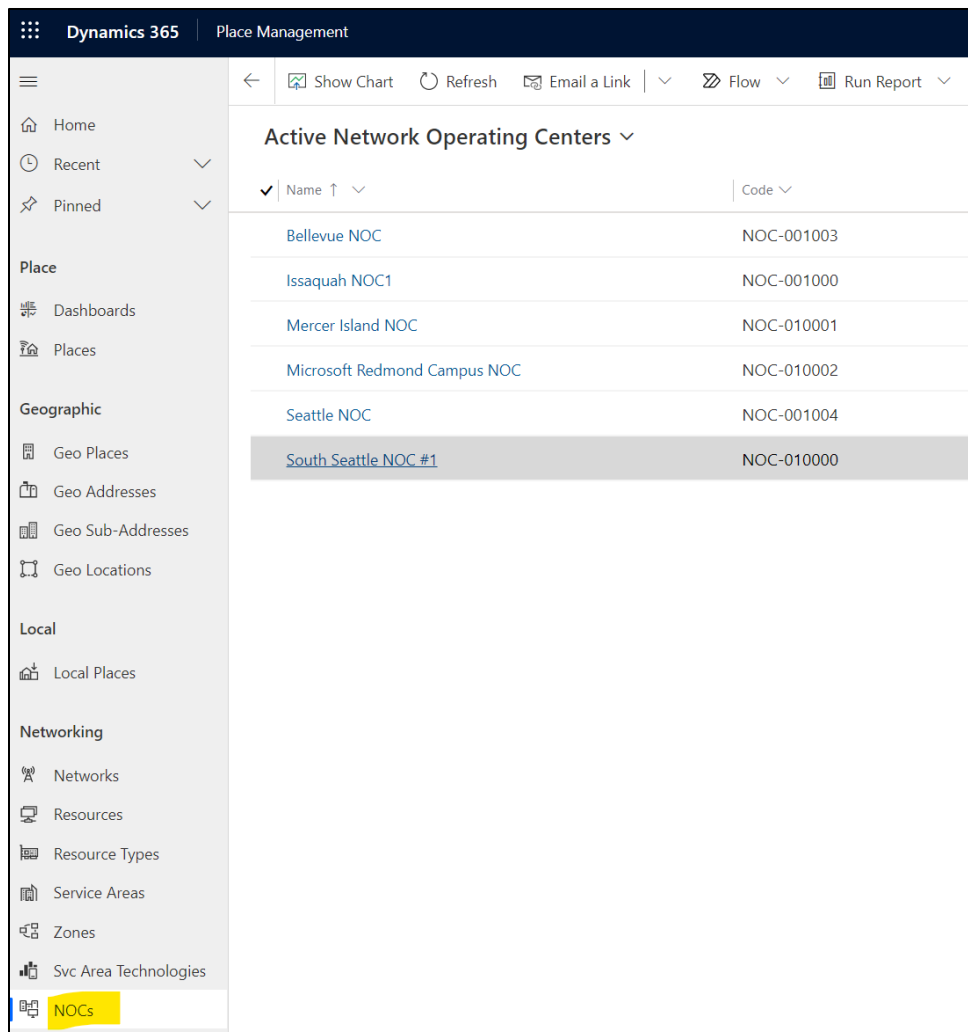 Dynamics 365 Place Management
Show Chart Refresh Email a Link Flow Run Report
Home
Recent
Pinned
Place
Dashboards
Places
Geographic
Geo Places
Geo Addresses
Geo Sub-Addresses
Geo Locations
Local
Local Places
Networking
Networks
Resources
Resource Types
Service Areas
Zones
Svc Area Technologies
NOCs
Active Network Operating Centers
Name ↑ Code
Bellevue NOC NOC-001003
Issaquah NOC1 NOC-001000
Mercer Island NOC NOC-010001
Microsoft Redmond Campus NOC NOC-010002
Seattle NOC NOC-001004
South Seattle NOC #1 NOC-010000